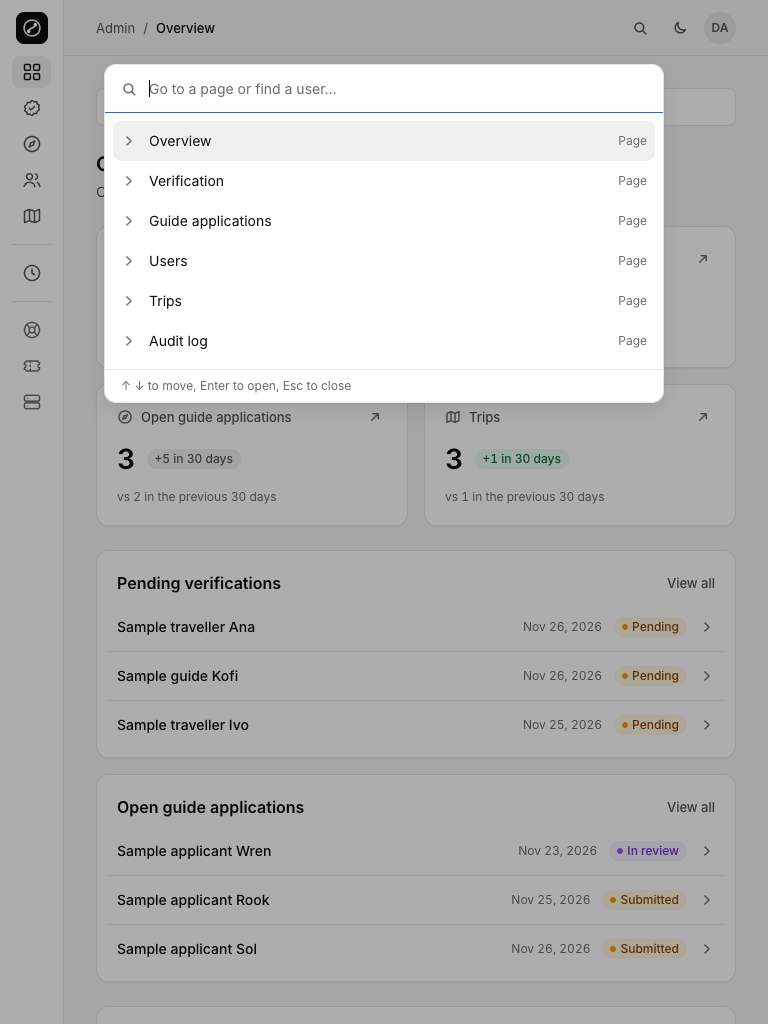 Admin / Overview
DA
Go to a page or find a user...
Overview Page
Verification Page
Guide applications Page
Users Page
Trips Page
Audit log Page
↑ ↓ to move, Enter to open, Esc to close
Open guide applications
3 +5 in 30 days
vs 2 in the previous 30 days
Trips
3 +1 in 30 days
vs 1 in the previous 30 days
Pending verifications View all
Sample traveller Ana Nov 26, 2026 Pending
Sample guide Kofi Nov 26, 2026 Pending
Sample traveller Ivo Nov 25, 2026 Pending
Open guide applications View all
Sample applicant Wren Nov 23, 2026 In review
Sample applicant Rook Nov 25, 2026 Submitted
Sample applicant Sol Nov 26, 2026 Submitted